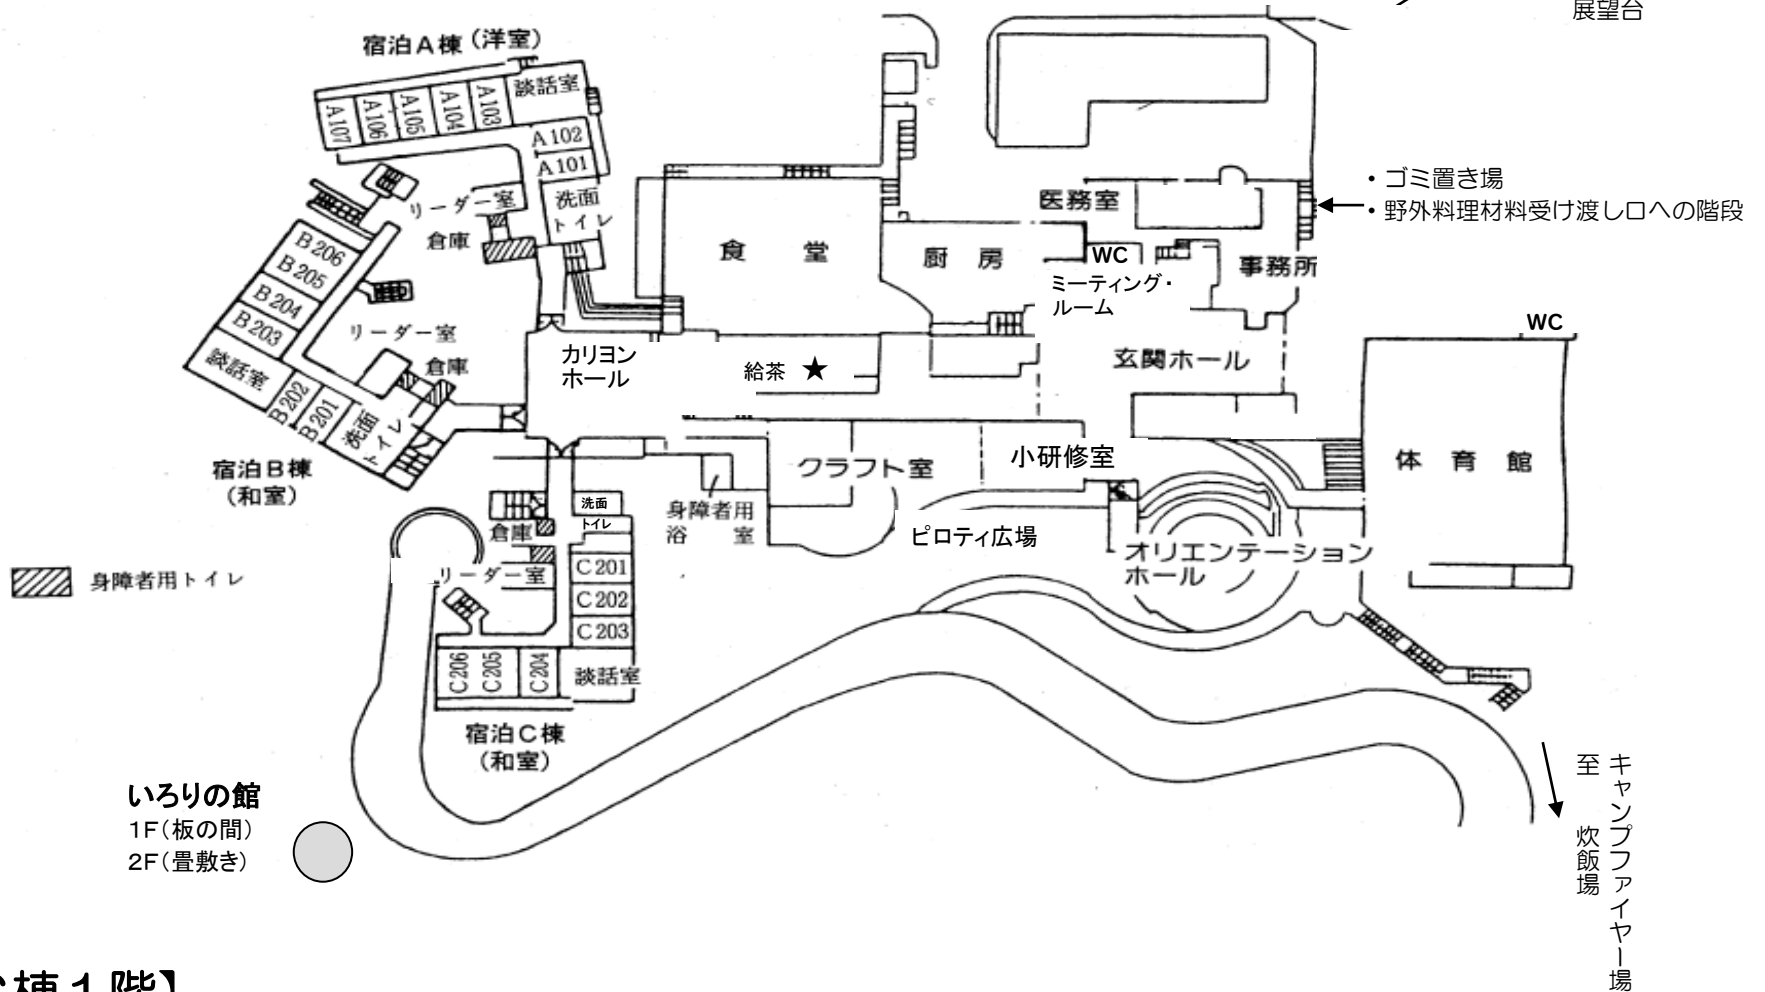 展望台
宿泊A棟(洋室)
談話室
A103
A104
A105
A106
A107
A102
A101
洗面
トイレ
リーダー室
倉庫
・ゴミ置き場
・野外料理材料受け渡し口への階段
医務室
食堂
厨房
WC
ミーティング・
ルーム
事務所
B206
B205
B204
B203
談話室
B202
B201
洗面
トイレ
リーダー室
倉庫
宿泊B棟
(和室)
カリヨン
ホール
給茶 ★
玄関ホール
WC
体育館
クラフト室
小研修室
身障者用
浴室
ピロティ広場
オリエンテーション
ホール
洗面
トイレ
倉庫
リーダー室
C201
C202
C203
C206
C205
C204
談話室
宿泊C棟
(和室)
身障者用トイレ
いろりの館
1F(板の間)
2F(畳敷き)
キャンプファイヤー場
至 炊飯場
棟1階】